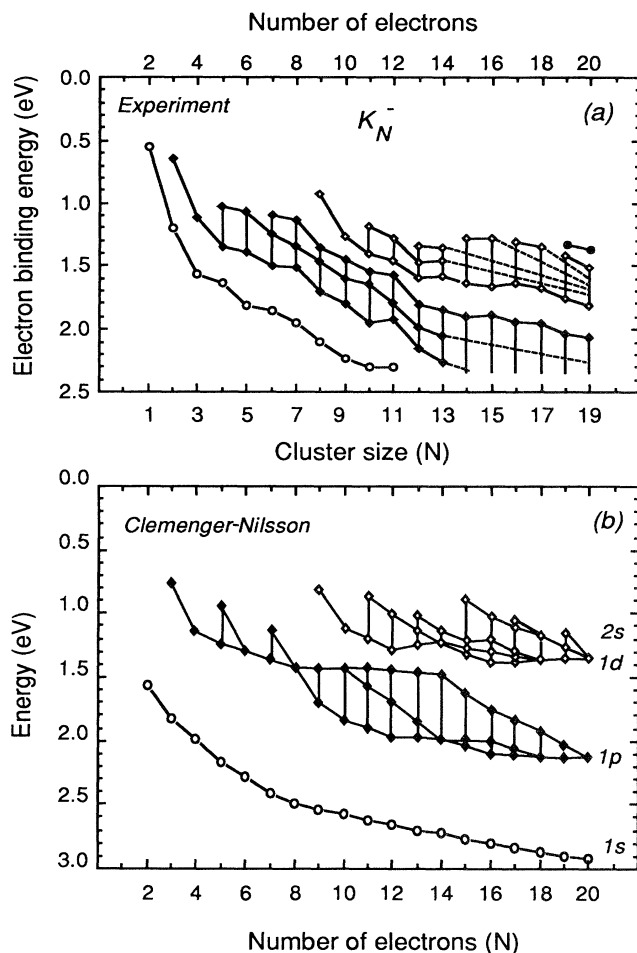 Number of electrons
2 4 6 8 10 12 14 16 18 20
0.0
Experiment
K_N^-
(a)
0.5
1.0
1.5
2.0
2.5
Electron binding energy (eV)
1 3 5 7 9 11 13 15 17 19
Cluster size (N)
0.0
Clemenger-Nilsson
(b)
0.5
1.0
2s
1d
1.5
2.0
1p
2.5
1s
3.0
Energy (eV)
2 4 6 8 10 12 14 16 18 20
Number of electrons (N)